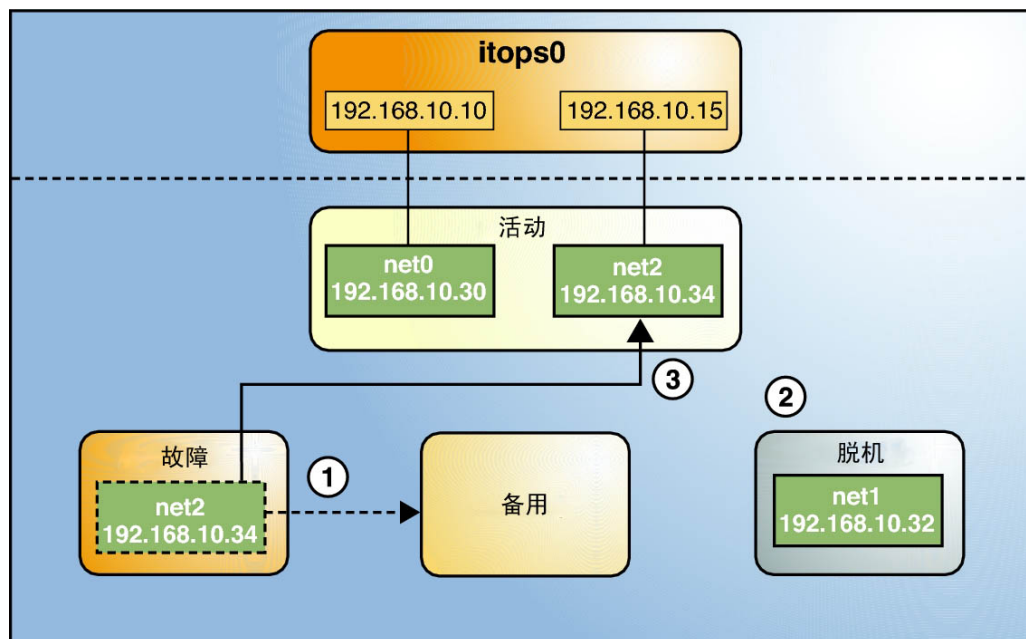 itops0
192.168.10.10
192.168.10.15
活动
net0
192.168.10.30
net2
192.168.10.34
③
②
故障
net2
192.168.10.34
①
备用
脱机
net1
192.168.10.32